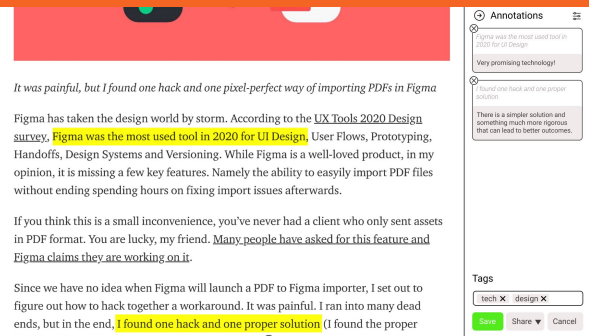 It was painful, but I found one hack and one pixel-perfect way of importing PDFs in Figma
Figma has taken the design world by storm. According to the UX Tools 2020 Design
survey, Figma was the most used tool in 2020 for UI Design, User Flows, Prototyping,
Handoffs, Design Systems and Versioning. While Figma is a well-loved product, in my
opinion, it is missing a few key features. Namely the ability to easyily import PDF files
without ending spending hours on fixing import issues afterwards.
If you think this is a small inconvenience, you've never had a client who only sent assets
in PDF format. You are lucky, my friend. Many people have asked for this feature and
Figma claims they are working on it.
Since we have no idea when Figma will launch a PDF to Figma importer, I set out to
figure out how to hack together a workaround. It was painful. I ran into many dead
ends, but in the end, I found one hack and one proper solution (I found the proper
Annotations
Figma was the most used tool in
2020 for UI Design
Very promising technology!
I found one hack and one proper
solution
There is a simpler solution and
something much more rigorous
that can lead to better outcomes.
Tags
tech X design X
Save Share ▼ Cancel